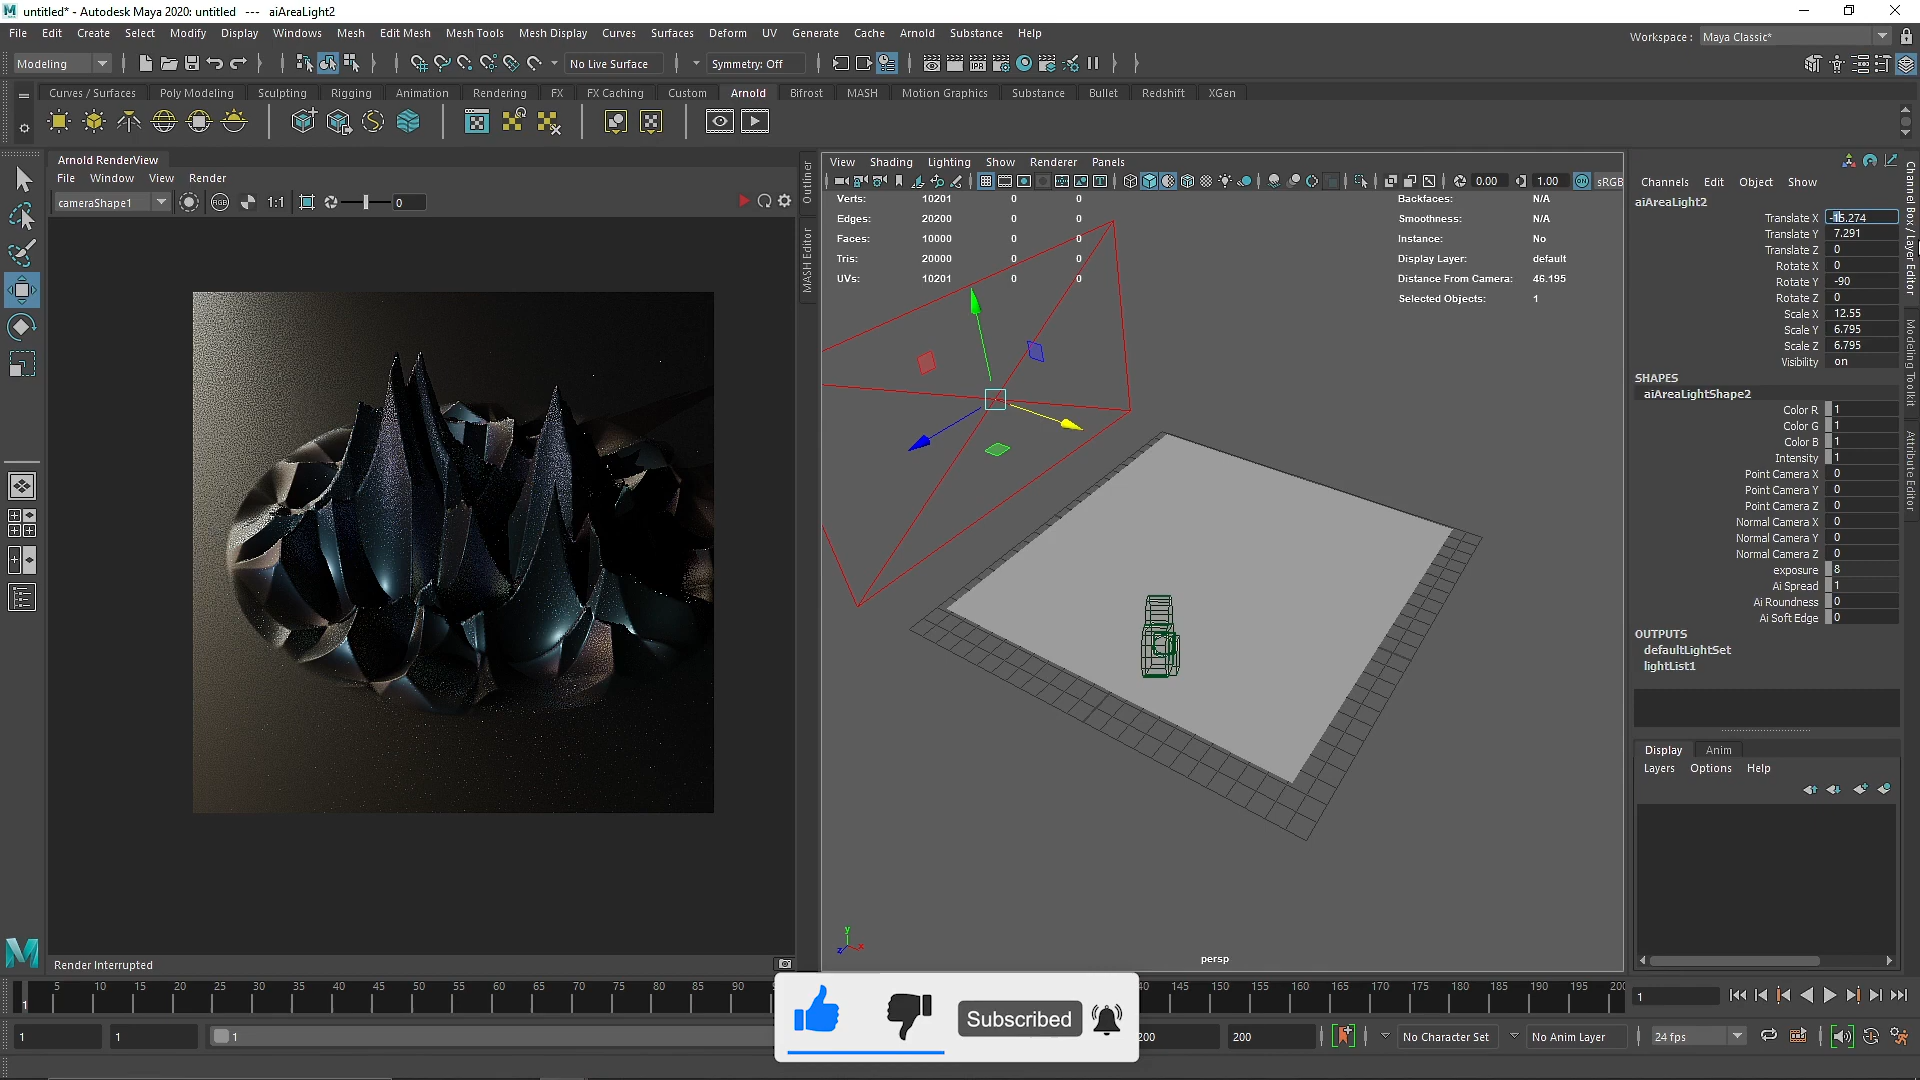 untitled* - Autodesk Maya 2020: untitled --- aiAreaLight2
File Edit Create Select Modify Display Windows Mesh Edit Mesh Mesh Tools Mesh Display Curves Surfaces Deform UV Generate Cache Arnold Substance Help
Workspace : Maya Classic*
Modeling No Live Surface Symmetry: Off
Curves / Surfaces Poly Modeling Sculpting Rigging Animation Rendering FX FX Caching Custom Arnold Bifrost MASH Motion Graphics Substance Bullet Redshift XGen
Arnold RenderView
File Window View Render
cameraShape1 1:1 0
Render Interrupted
Outliner
MASH Editor
View Shading Lighting Show Renderer Panels
0.00 1.00 sRGB
Verts: 10201 0 0
Edges: 20200 0 0
Faces: 10000 0 0
Tris: 20000 0 0
UVs: 10201 0 0
Backfaces: N/A
Smoothness: N/A
Instance: No
Display Layer: default
Distance From Camera: 46.195
Selected Objects: 1
y
z x
persp
Channels Edit Object Show
aiAreaLight2
Translate X -15.274
Translate Y 7.291
Translate Z 0
Rotate X 0
Rotate Y -90
Rotate Z 0
Scale X 12.55
Scale Y 6.795
Scale Z 6.795
Visibility on
SHAPES
aiAreaLightShape2
Color R 1
Color G 1
Color B 1
Intensity 1
Point Camera X 0
Point Camera Y 0
Point Camera Z 0
Normal Camera X 0
Normal Camera Y 0
Normal Camera Z 0
exposure 8
Ai Spread 1
Ai Roundness 0
Ai Soft Edge 0
OUTPUTS
defaultLightSet
lightList1
Display Anim
Layers Options Help
Channel Box / Layer Editor
Modeling Toolkit
Attribute Editor
1 5 10 15 20 25 30 35 40 45 50 55 60 65 70 75 80 85 90 145 150 155 160 165 170 175 180 185 190 195 1
Subscribed
1 1 1 200 200 No Character Set No Anim Layer 24 fps